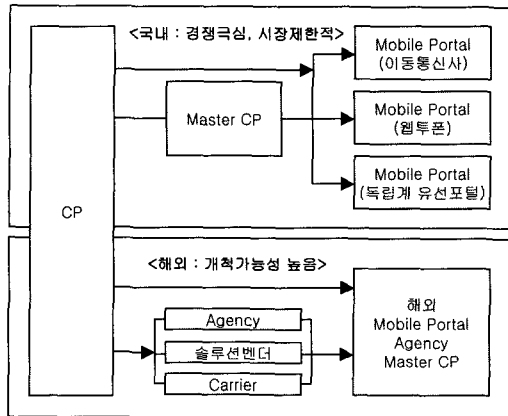 <국내 : 경쟁극심, 시장제한적>
Mobile Portal
(이동통신사)
Master CP
Mobile Portal
(웹투폰)
Mobile Portal
(독립계 유선포털)
CP
<해외 : 개척가능성 높음>
Agency
솔루션벤더
Carrier
해외
Mobile Portal
Agency
Master CP